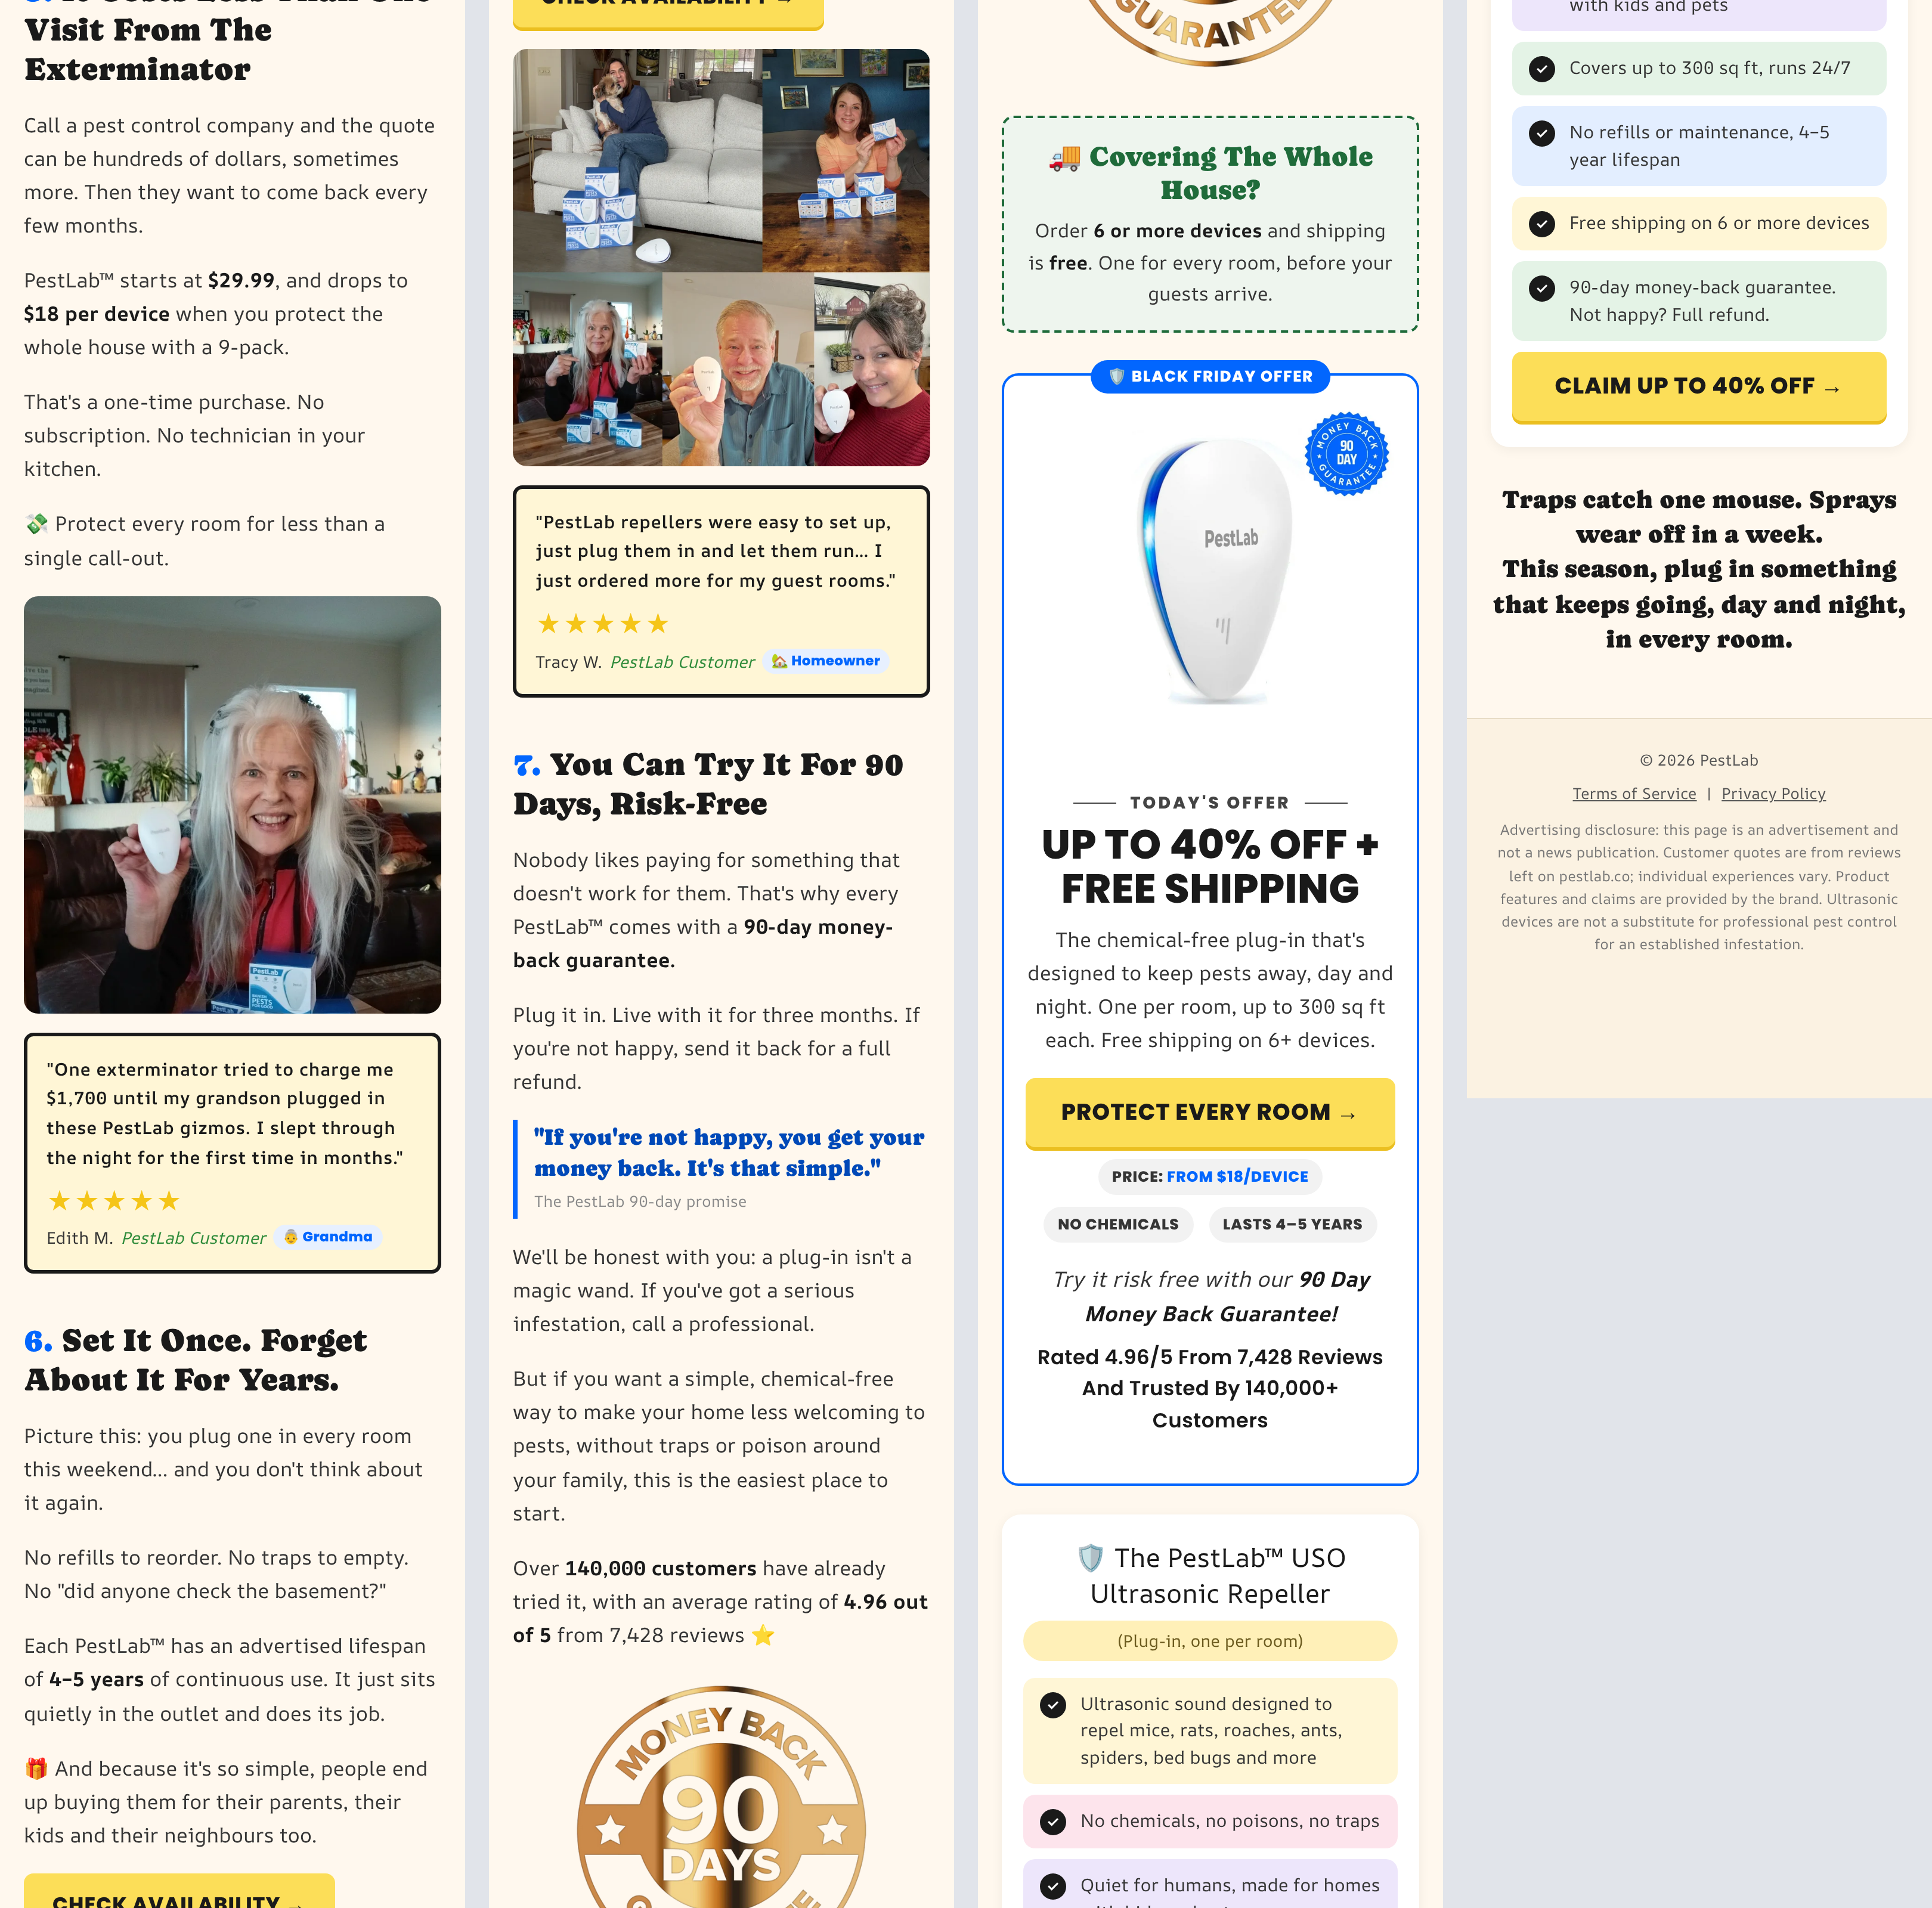 Visit From The
Exterminator
Call a pest control company and the quote
can be hundreds of dollars, sometimes
more. Then they want to come back every
few months.
PestLab™ starts at $29.99, and drops to
$18 per device when you protect the
whole house with a 9-pack.
That's a one-time purchase. No
subscription. No technician in your
kitchen.
💸 Protect every room for less than a
single call-out.
PestLab
PESTS
"One exterminator tried to charge me
$1,700 until my grandson plugged in
these PestLab gizmos. I slept through
the night for the first time in months."
★★★★★
Edith M. PestLab Customer 👵 Grandma
6. Set It Once. Forget
About It For Years.
Picture this: you plug one in every room
this weekend... and you don't think about
it again.
No refills to reorder. No traps to empty.
No "did anyone check the basement?"
Each PestLab™ has an advertised lifespan
of 4–5 years of continuous use. It just sits
quietly in the outlet and does its job.
🎁 And because it's so simple, people end
up buying them for their parents, their
kids and their neighbours too.
CHECK AVAILABILITY →
"PestLab repellers were easy to set up,
just plug them in and let them run... I
just ordered more for my guest rooms."
★★★★★
Tracy W. PestLab Customer 🏡 Homeowner
7. You Can Try It For 90
Days, Risk-Free
Nobody likes paying for something that
doesn't work for them. That's why every
PestLab™ comes with a 90-day money-
back guarantee.
Plug it in. Live with it for three months. If
you're not happy, send it back for a full
refund.
"If you're not happy, you get your
money back. It's that simple."
The PestLab 90-day promise
We'll be honest with you: a plug-in isn't a
magic wand. If you've got a serious
infestation, call a professional.
But if you want a simple, chemical-free
way to make your home less welcoming to
pests, without traps or poison around
your family, this is the easiest place to
start.
Over 140,000 customers have already
tried it, with an average rating of 4.96 out
of 5 from 7,428 reviews ⭐
MONEY BACK
90
DAYS
GUARANTEE
🚚 Covering The Whole
House?
Order 6 or more devices and shipping
is free. One for every room, before your
guests arrive.
🛡️ BLACK FRIDAY OFFER
MONEY BACK
90
DAY
GUARANTEE
PestLab
TODAY'S OFFER
UP TO 40% OFF +
FREE SHIPPING
The chemical-free plug-in that's
designed to keep pests away, day and
night. One per room, up to 300 sq ft
each. Free shipping on 6+ devices.
PROTECT EVERY ROOM →
PRICE: FROM $18/DEVICE
NO CHEMICALS
LASTS 4–5 YEARS
Try it risk free with our 90 Day
Money Back Guarantee!
Rated 4.96/5 From 7,428 Reviews
And Trusted By 140,000+
Customers
🛡️ The PestLab™ USO
Ultrasonic Repeller
(Plug-in, one per room)
Ultrasonic sound designed to
repel mice, rats, roaches, ants,
spiders, bed bugs and more
No chemicals, no poisons, no traps
Quiet for humans, made for homes
with kids and pets
Covers up to 300 sq ft, runs 24/7
No refills or maintenance, 4–5
year lifespan
Free shipping on 6 or more devices
90-day money-back guarantee.
Not happy? Full refund.
CLAIM UP TO 40% OFF →
Traps catch one mouse. Sprays
wear off in a week.
This season, plug in something
that keeps going, day and night,
in every room.
© 2026 PestLab
Terms of Service | Privacy Policy
Advertising disclosure: this page is an advertisement and
not a news publication. Customer quotes are from reviews
left on pestlab.co; individual experiences vary. Product
features and claims are provided by the brand. Ultrasonic
devices are not a substitute for professional pest control
for an established infestation.